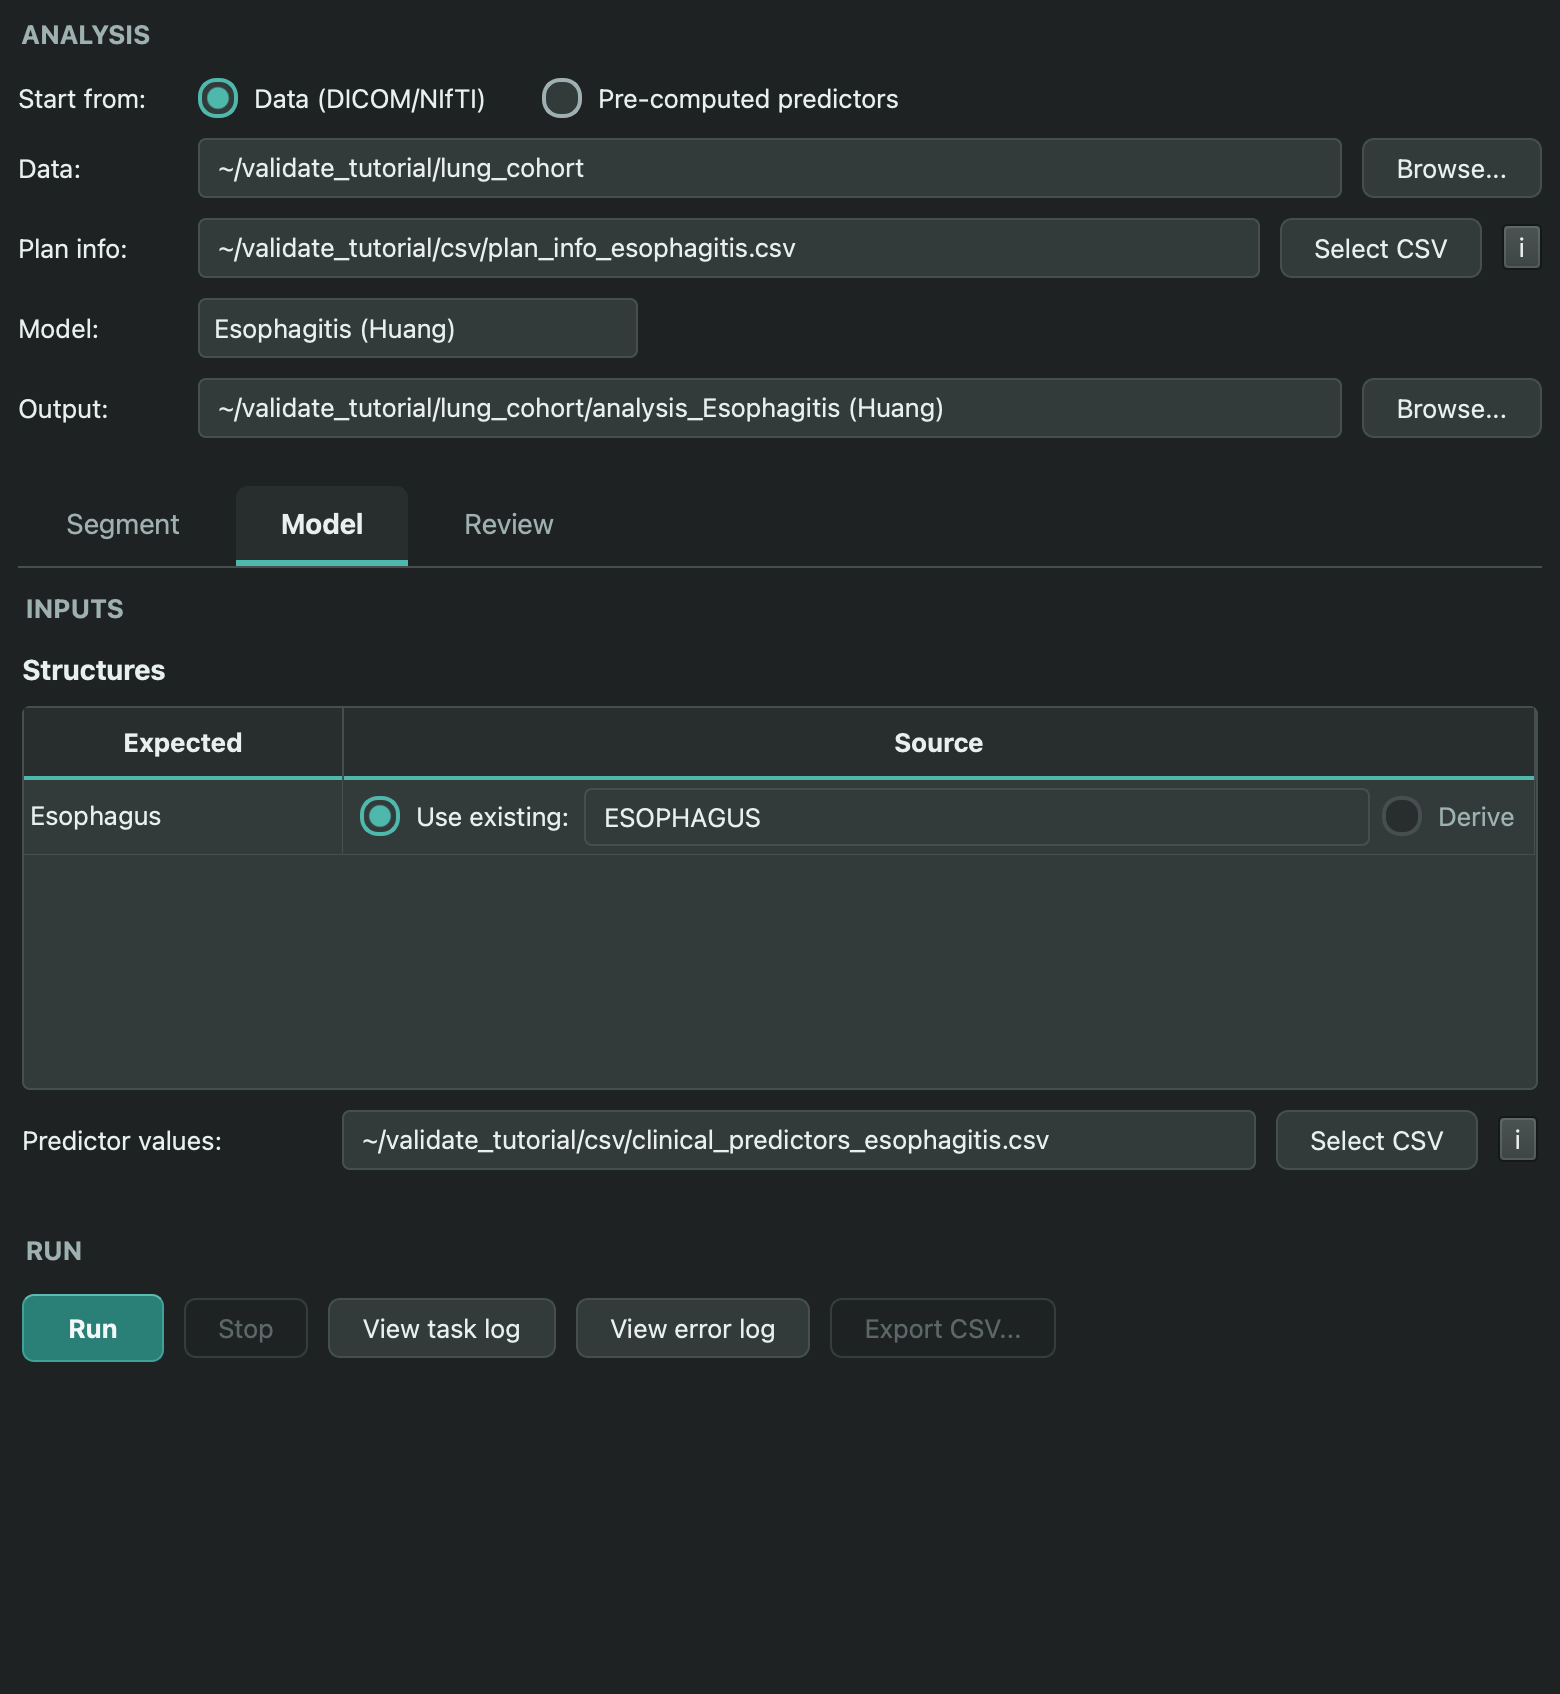 ANALYSIS
Start from: Data (DICOM/NIfTI) Pre-computed predictors
Data: ~/validate_tutorial/lung_cohort Browse...
Plan info: ~/validate_tutorial/csv/plan_info_esophagitis.csv Select CSV i
Model: Esophagitis (Huang)
Output: ~/validate_tutorial/lung_cohort/analysis_Esophagitis (Huang) Browse...
Segment Model Review
INPUTS
Structures
Expected Source
Esophagus Use existing: ESOPHAGUS Derive
Predictor values: ~/validate_tutorial/csv/clinical_predictors_esophagitis.csv Select CSV i
RUN
Run Stop View task log View error log Export CSV...